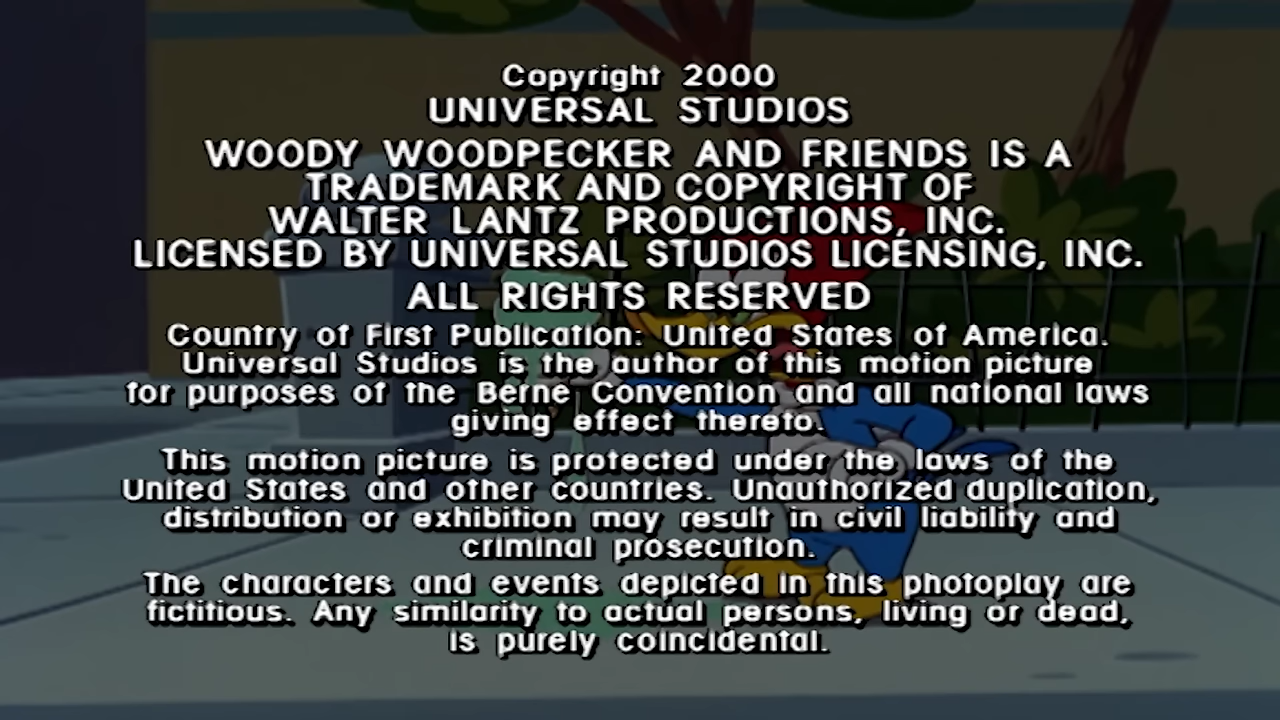 Copyright 2000
UNIVERSAL STUDIOS
WOODY WOODPECKER AND FRIENDS IS A
TRADEMARK AND COPYRIGHT OF
WALTER LANTZ PRODUCTIONS, INC.
LICENSED BY UNIVERSAL STUDIOS LICENSING, INC.
ALL RIGHTS RESERVED
Country of First Publication: United States of America.
Universal Studios is the author of this motion picture
for purposes of the Berne Convention and all national laws
giving effect thereto.
This motion picture is protected under the laws of the
United States and other countries. Unauthorized duplication,
distribution or exhibition may result in civil liability and
criminal prosecution.
The characters and events depicted in this photoplay are
fictitious. Any similarity to actual persons, living or dead,
is purely coincidental.